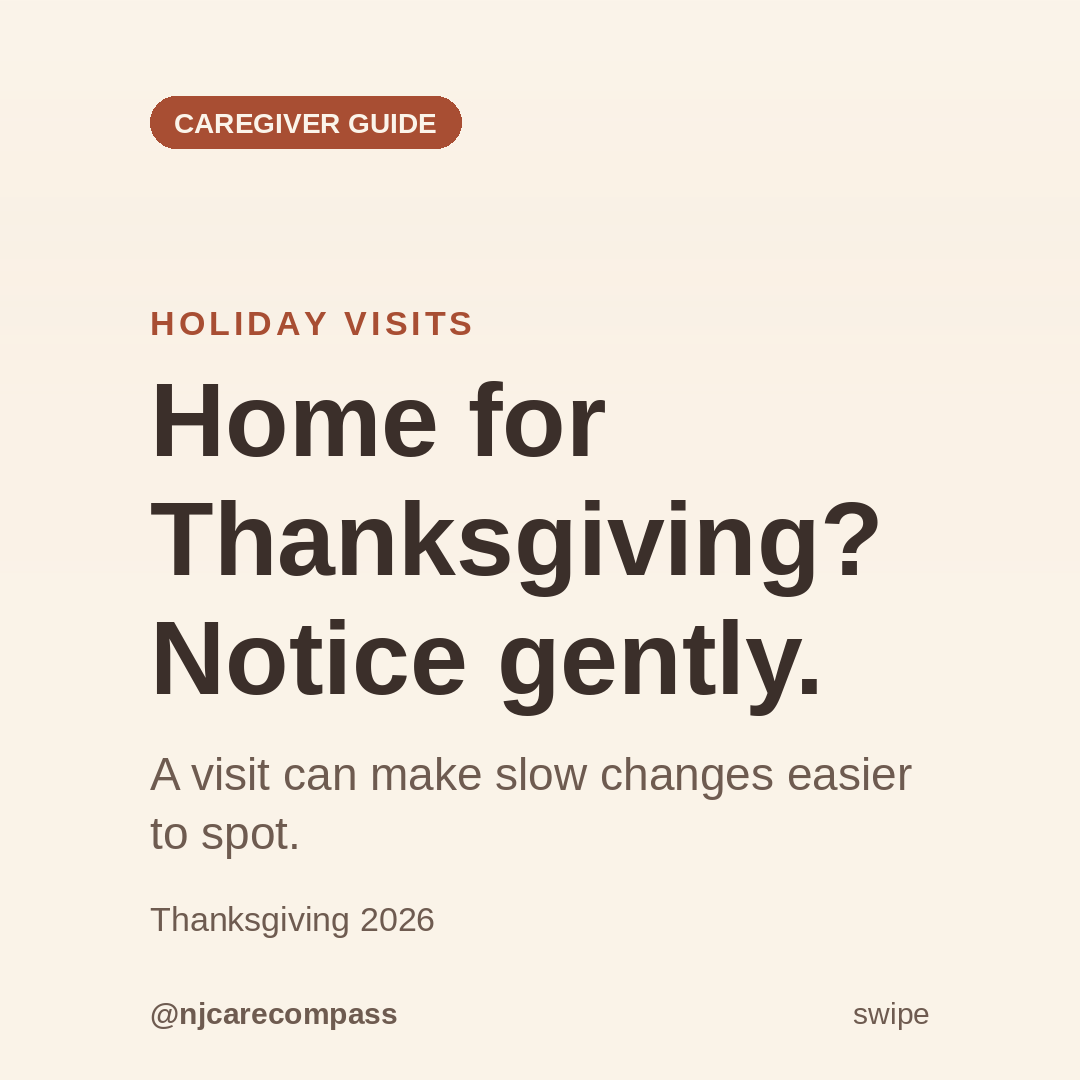 CAREGIVER GUIDE
HOLIDAY VISITS
Home for
Thanksgiving?
Notice gently.
A visit can make slow changes easier
to spot.
Thanksgiving 2026
@njcarecompass
swipe